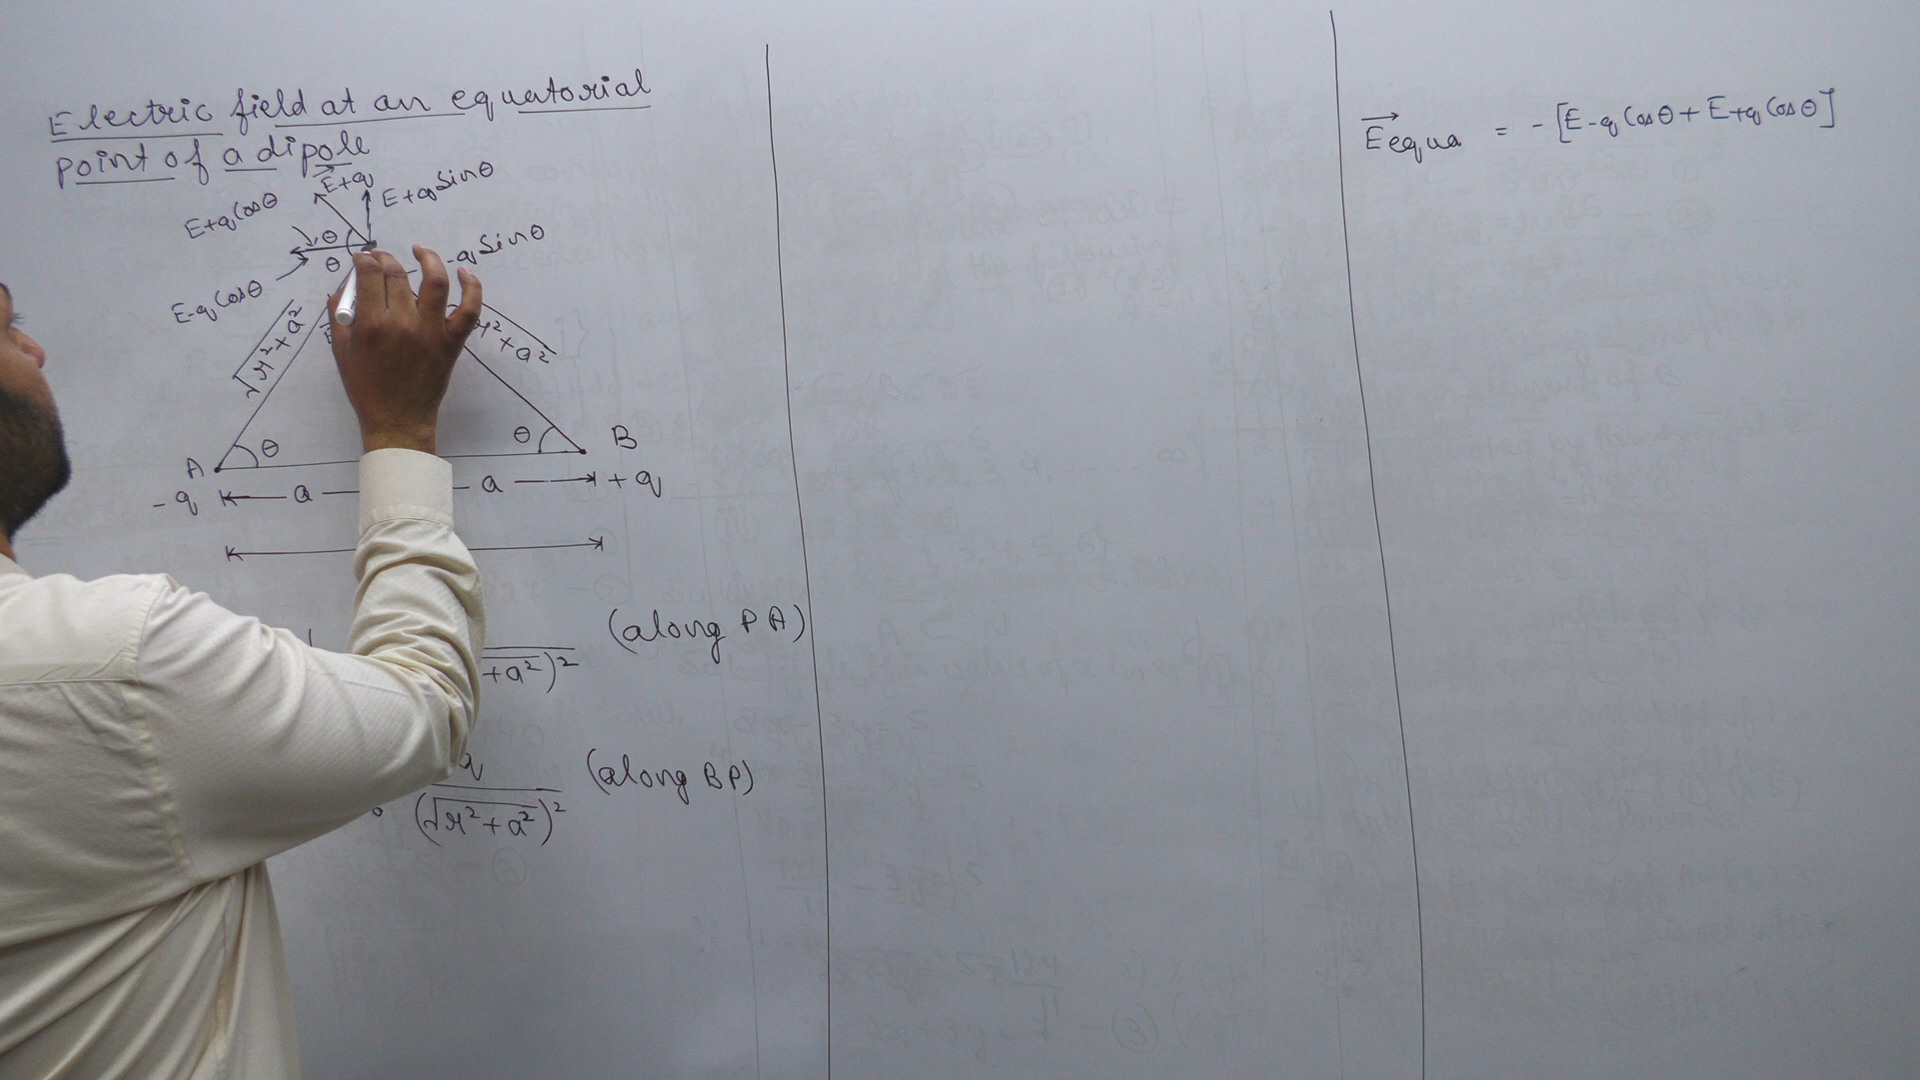 Electric field at an equatorial
point of a dipole
E+q
E+q Sinθ
E+q Cosθ
θ
-q Sinθ
θ
E-q Cosθ
√r²+a²
r²+a²
θ
θ
A
B
-q
a
a
+q
(along PA)
+a²)²
q
(along BP)
(√r²+a²)²
E equa = -[E-q Cosθ + E+q Cosθ]